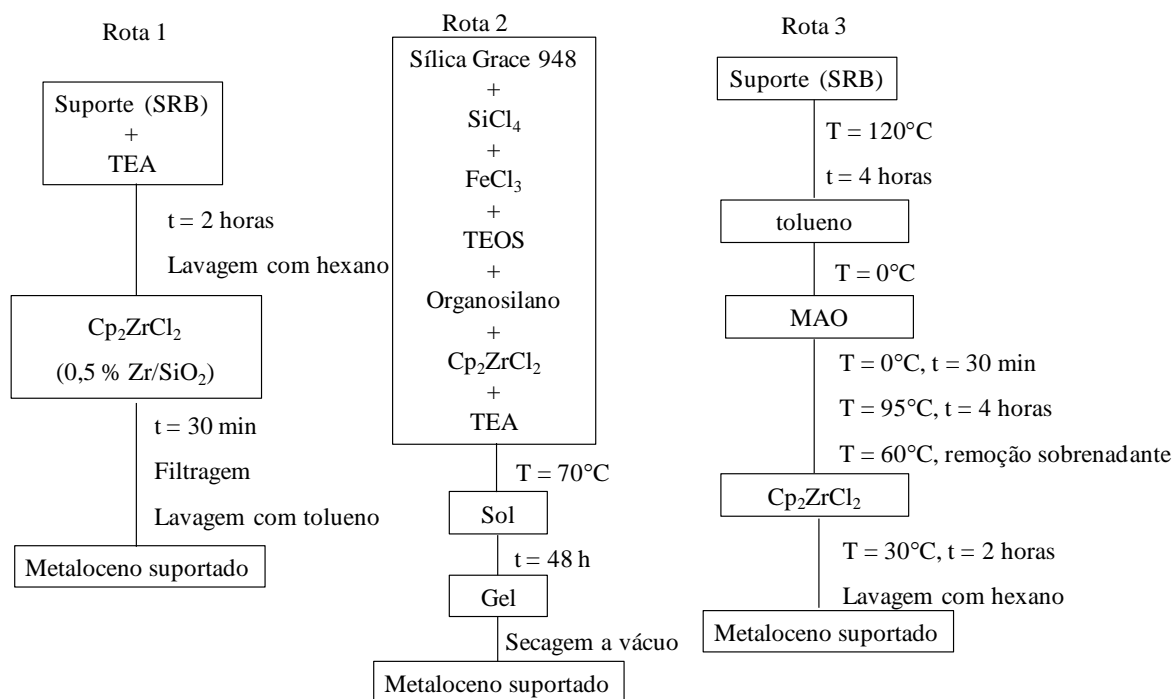 Rota 1
Suporte (SRB)
+
TEA
t = 2 horas
Lavagem com hexano
Cp₂ZrCl₂
(0,5 % Zr/SiO₂)
t = 30 min
Filtragem
Lavagem com tolueno
Metaloceno suportado
Rota 2
Sílica Grace 948
+
SiCl₄
+
FeCl₃
+
TEOS
+
Organosilano
+
Cp₂ZrCl₂
+
TEA
T = 70°C
Sol
t = 48 h
Gel
Secagem a vácuo
Metaloceno suportado
Rota 3
Suporte (SRB)
T = 120°C
t = 4 horas
tolueno
T = 0°C
MAO
T = 0°C, t = 30 min
T = 95°C, t = 4 horas
T = 60°C, remoção sobrenadante
Cp₂ZrCl₂
T = 30°C, t = 2 horas
Lavagem com hexano
Metaloceno suportado